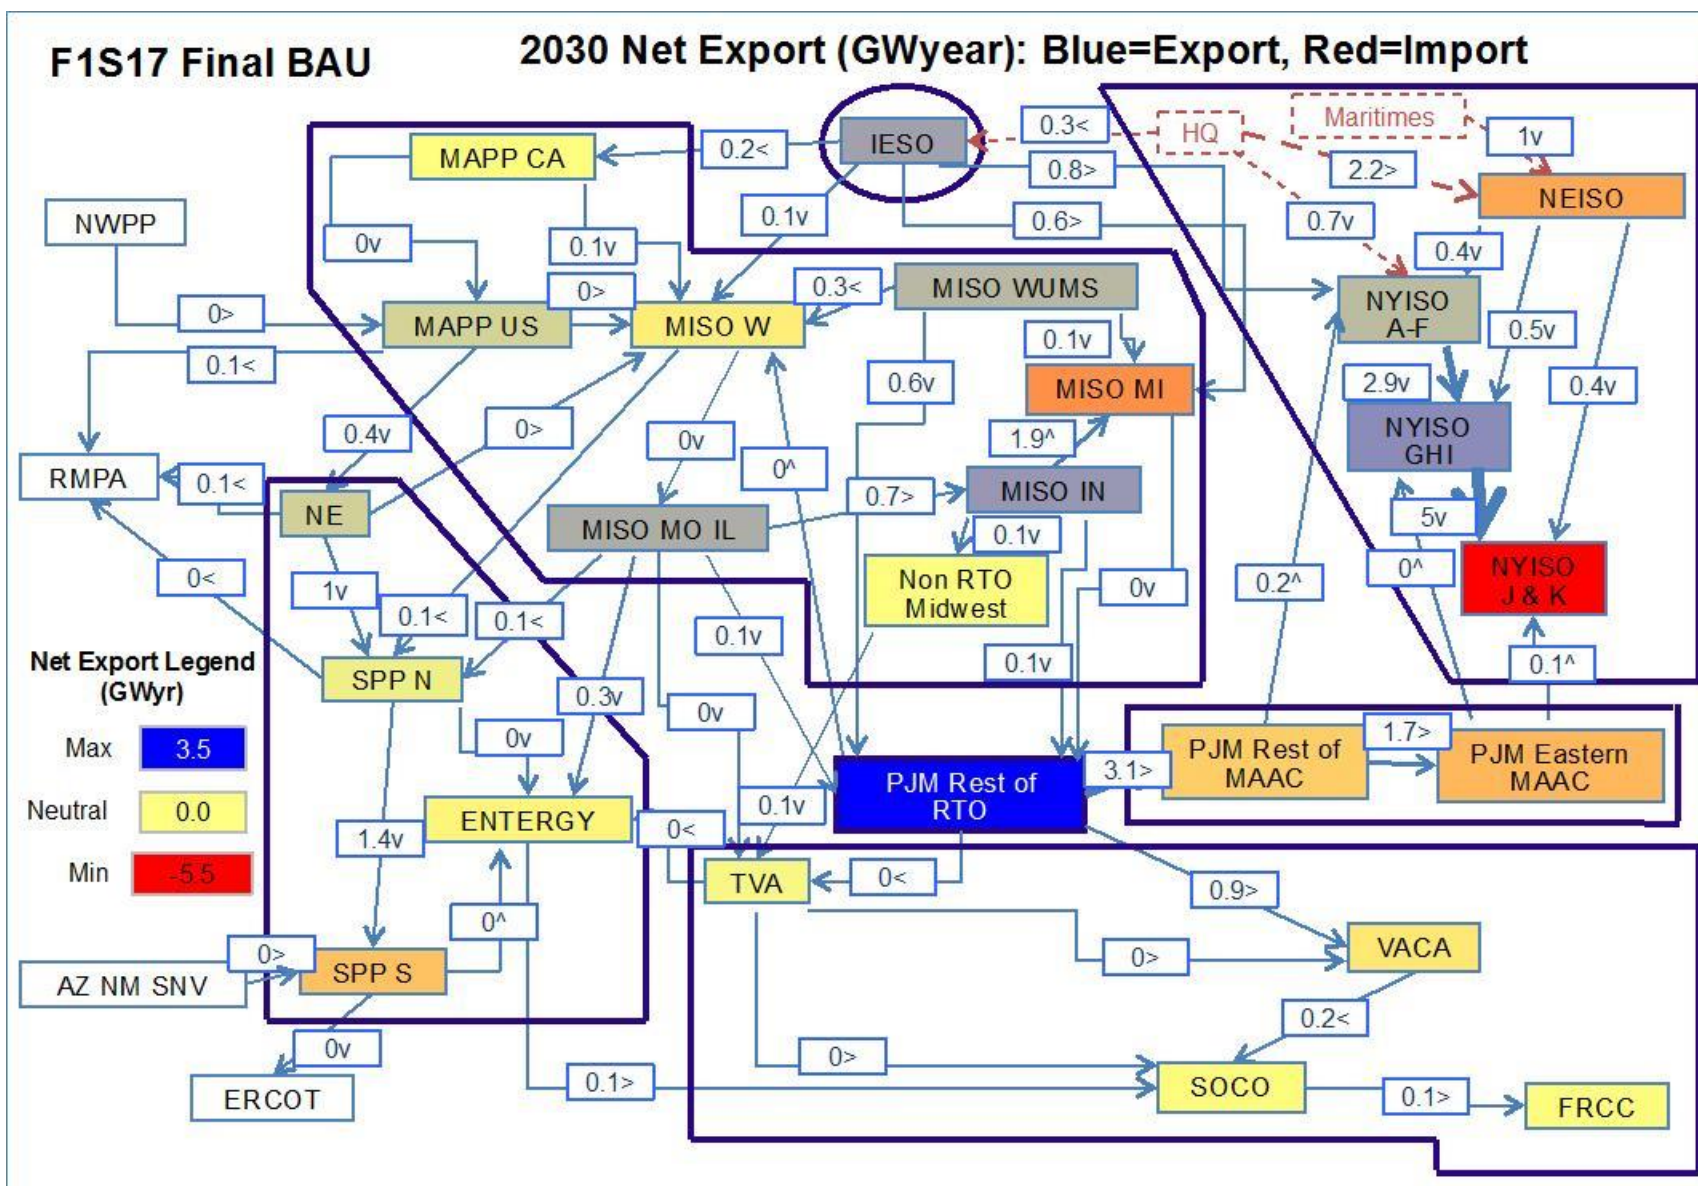 F1S17 Final BAU
2030 Net Export (GWyear): Blue=Export, Red=Import
MAPP CA
0.2<
IESO
0.3<
HQ
Maritimes
1v
0.8>
2.2>
NEISO
NWPP
0v
0.1v
0.1v
0.6>
0.7v
0.4v
0>
0>
0.3<
MISO WUMS
NYISO
A-F
MAPP US
MISO W
0.1v
0.5v
0.1<
0.6v
MISO MI
2.9v
0.4v
0.4v
0>
0v
1.9^
NYISO
GHI
RMPA
0.1<
0^
0.7>
MISO IN
NE
MISO MO IL
0.1v
5v
0<
1v
Non RTO
Midwest
0v
0.2^
0^
NYISO
J & K
0.1<
0.1<
0.1v
0.1v
0.1^
Net Export Legend
(GWyr)
SPP N
0.3v
0v
Max
3.5
0v
PJM Rest of
RTO
3.1>
PJM Rest of
MAAC
1.7>
PJM Eastern
MAAC
Neutral
0.0
1.4v
ENTERGY
0<
0.1v
Min
-5.5
TVA
0<
0.9>
0^
VACA
0>
AZ NM SNV
SPP S
0>
0.2<
0v
0>
ERCOT
0.1>
SOCO
0.1>
FRCC